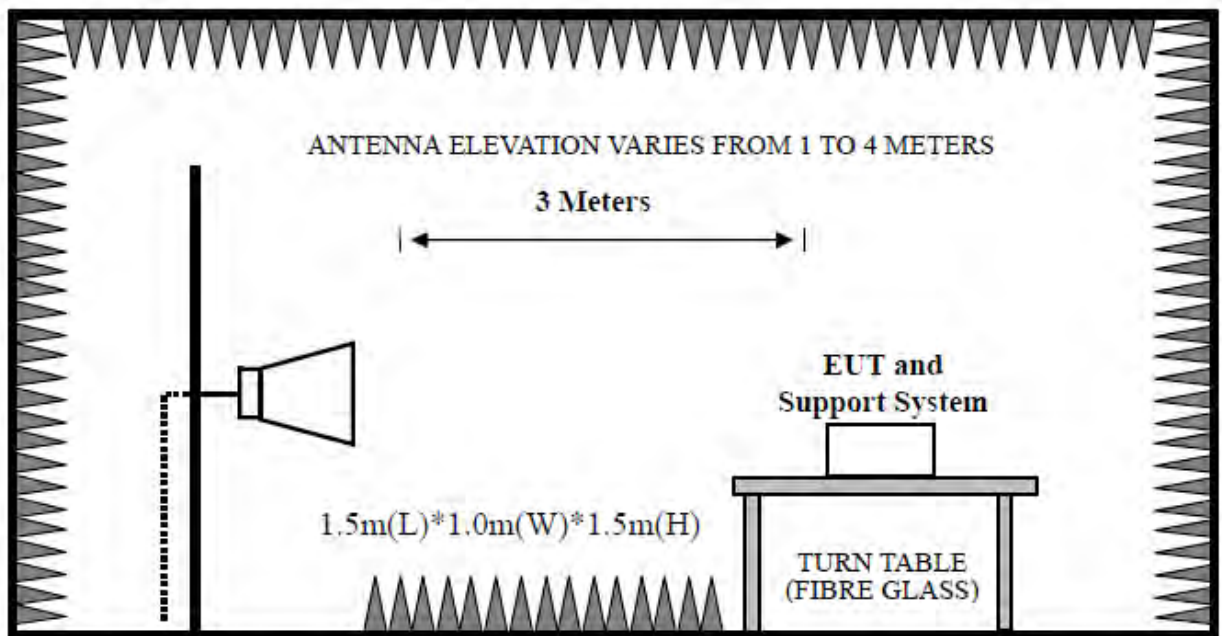 ANTENNA ELEVATION VARIES FROM 1 TO 4 METERS
3 Meters
EUT and
Support System
1.5m(L)*1.0m(W)*1.5m(H)
TURN TABLE
(FIBRE GLASS)